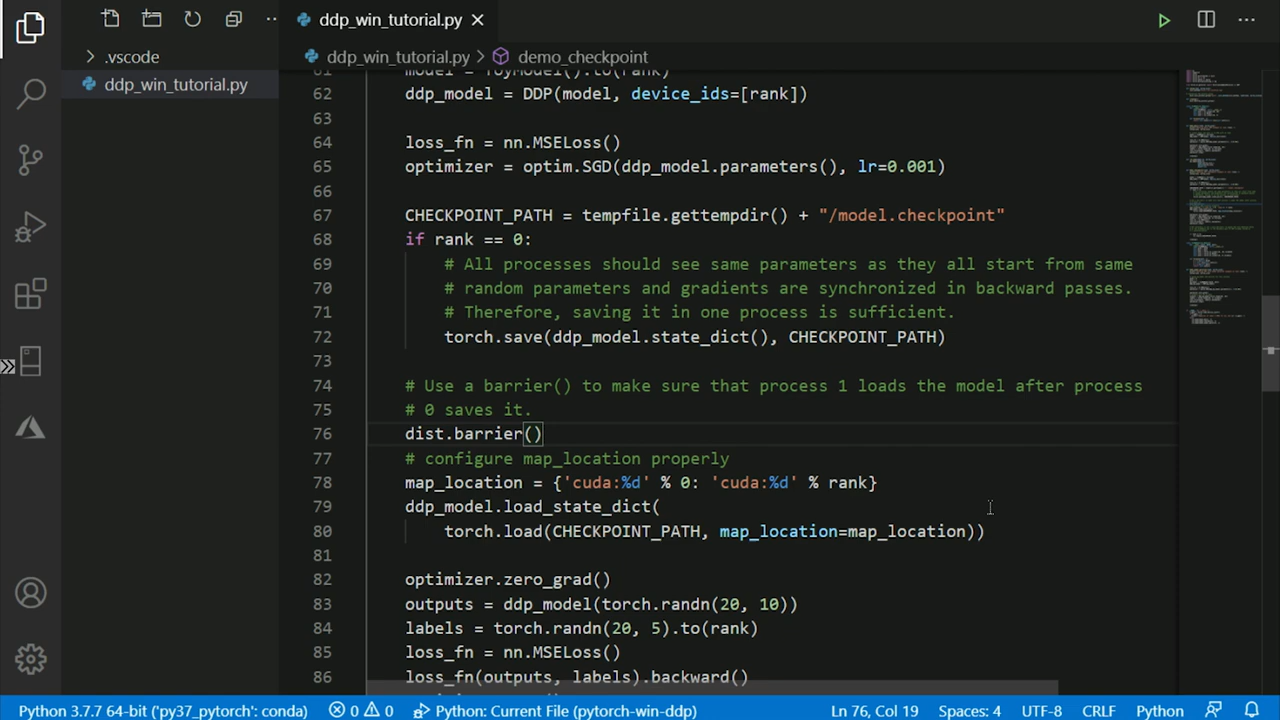 ddp_win_tutorial.py
.vscode
ddp_win_tutorial.py
ddp_win_tutorial.py > demo_checkpoint
61 model = ToyModel().to(rank)
62 ddp_model = DDP(model, device_ids=[rank])
63
64 loss_fn = nn.MSELoss()
65 optimizer = optim.SGD(ddp_model.parameters(), lr=0.001)
66
67 CHECKPOINT_PATH = tempfile.gettempdir() + "/model.checkpoint"
68 if rank == 0:
69 # All processes should see same parameters as they all start from same
70 # random parameters and gradients are synchronized in backward passes.
71 # Therefore, saving it in one process is sufficient.
72 torch.save(ddp_model.state_dict(), CHECKPOINT_PATH)
73
74 # Use a barrier() to make sure that process 1 loads the model after process
75 # 0 saves it.
76 dist.barrier()
77 # configure map_location properly
78 map_location = {'cuda:%d' % 0: 'cuda:%d' % rank}
79 ddp_model.load_state_dict(
80 torch.load(CHECKPOINT_PATH, map_location=map_location))
81
82 optimizer.zero_grad()
83 outputs = ddp_model(torch.randn(20, 10))
84 labels = torch.randn(20, 5).to(rank)
85 loss_fn = nn.MSELoss()
86 loss_fn(outputs, labels).backward()
Python 3.7.7 64-bit ('py37_pytorch': conda) 0 0 Python: Current File (pytorch-win-ddp) Ln 76, Col 19 Spaces: 4 UTF-8 CRLF Python